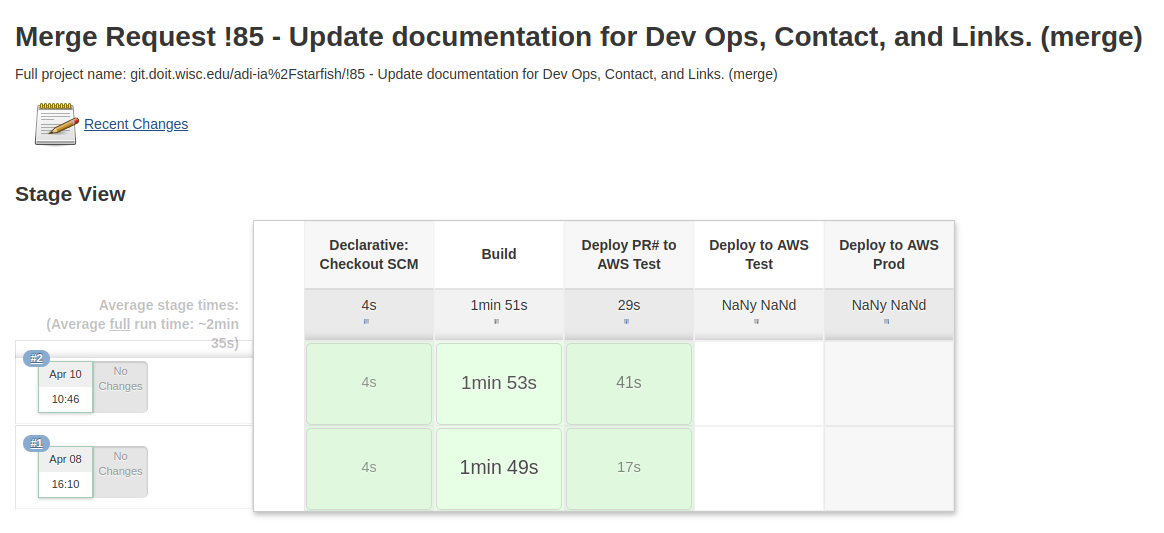 Merge Request !85 - Update documentation for Dev Ops, Contact, and Links. (merge)
Full project name: git.doit.wisc.edu/adi-ia%2Fstarfish/!85 - Update documentation for Dev Ops, Contact, and Links. (merge)
Recent Changes
Stage View
Declarative:
Checkout SCM
Build
Deploy PR# to
AWS Test
Deploy to AWS
Test
Deploy to AWS
Prod
Average stage times:
(Average full run time: ~2min
35s)
4s
1min 51s
29s
NaNy NaNd
NaNy NaNd
#2
Apr 10
10:46
No
Changes
4s
1min 53s
41s
#1
Apr 08
16:10
No
Changes
4s
1min 49s
17s